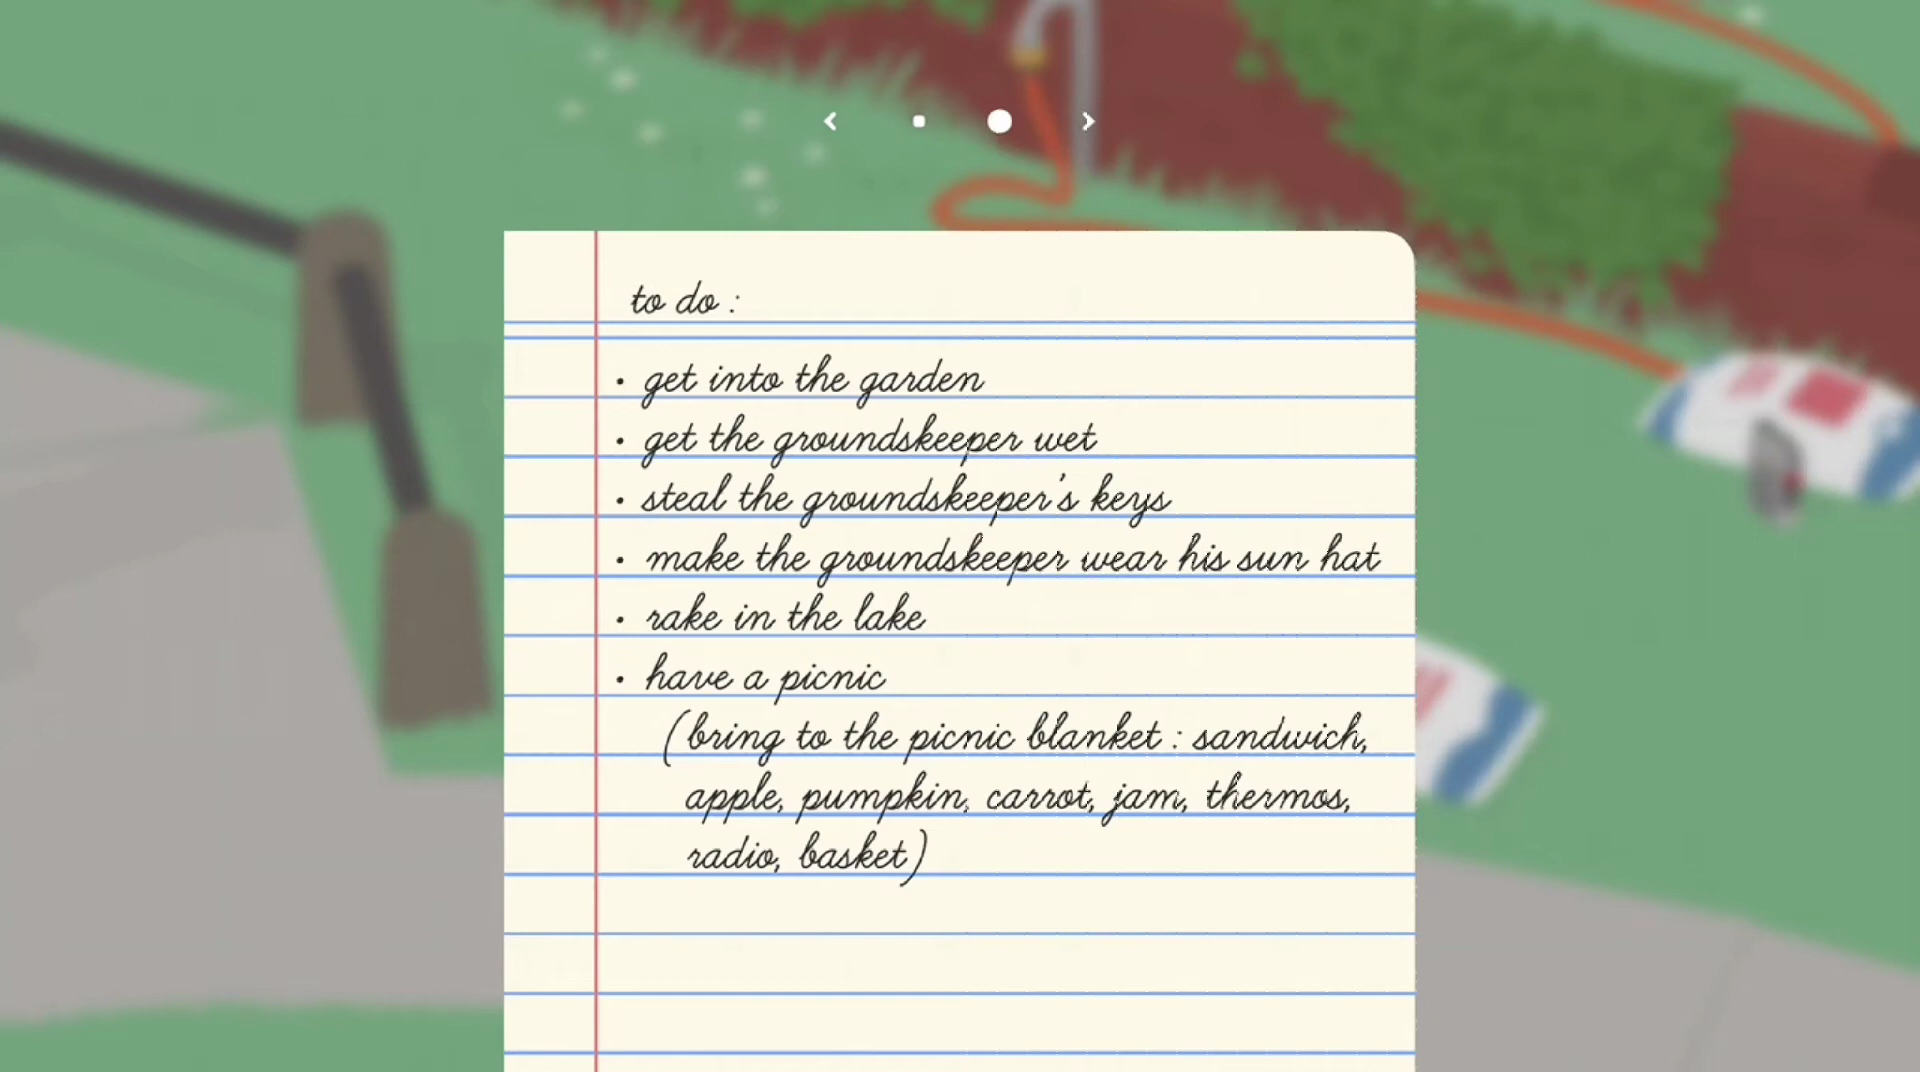 to do :
• get into the garden
• get the groundskeeper wet
• steal the groundskeeper's keys
• make the groundskeeper wear his sun hat
• rake in the lake
• have a picnic
(bring to the picnic blanket : sandwich,
apple, pumpkin, carrot, jam, thermos,
radio, basket)